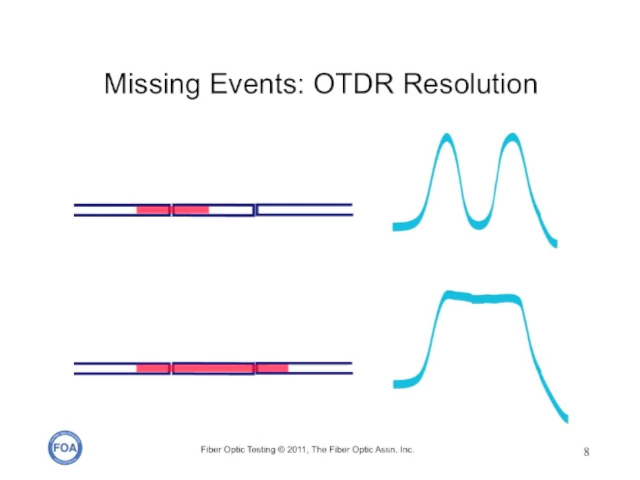 Missing Events: OTDR Resolution
FOA
Fiber Optic Testing © 2011, The Fiber Optic Assn. Inc.
8